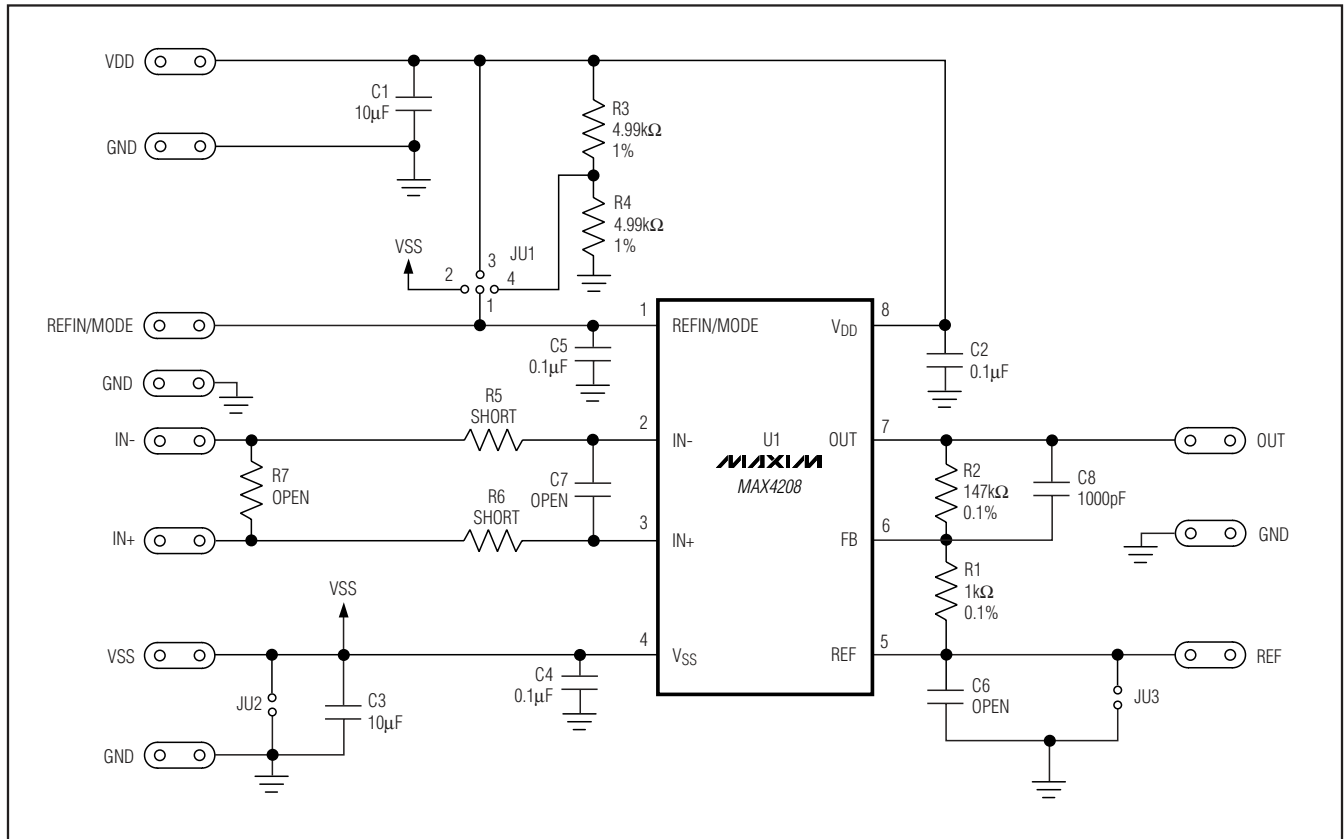 VDD
C1
10µF
GND
R3
4.99kΩ
1%
R4
4.99kΩ
1%
VSS
JU1
3
2
4
1
REFIN/MODE
1
REFIN/MODE
VDD
8
C5
0.1µF
C2
0.1µF
GND
R5
SHORT
IN-
2
IN-
U1
MAXIM
MAX4208
OUT
7
OUT
R7
OPEN
C7
OPEN
R2
147kΩ
0.1%
C8
1000pF
R6
SHORT
IN+
3
IN+
FB
6
GND
R1
1kΩ
0.1%
VSS
VSS
4
VSS
REF
5
REF
JU2
C3
10µF
C4
0.1µF
C6
OPEN
JU3
GND